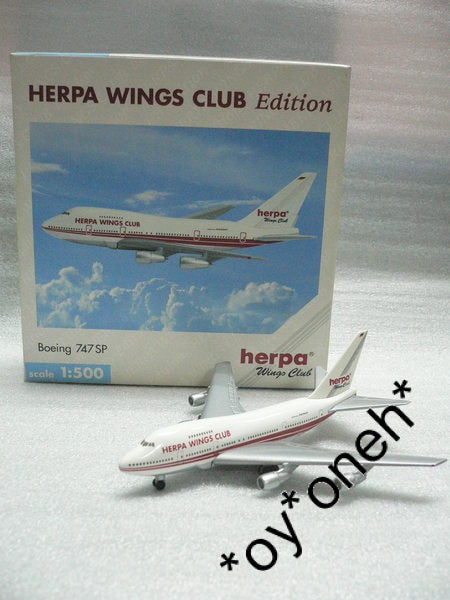 HERPA WINGS CLUB Edition
HERPA WINGS CLUB
herpa
Wings Club
Boeing 747 SP
herpa®
Wings Club
scale 1:500
herpa
HERPA WINGS CLUB
*oy*oneh*